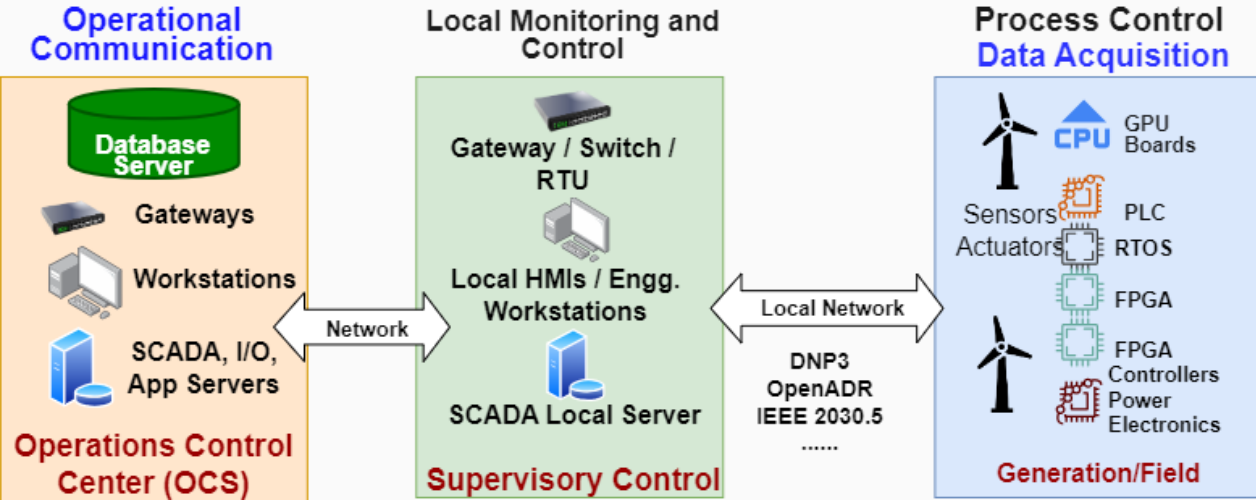 Operational
Communication
Database
Server
Gateways
Workstations
SCADA, I/O,
App Servers
Operations Control
Center (OCS)
Network
Local Monitoring and
Control
Gateway / Switch /
RTU
Local HMIs / Engg.
Workstations
SCADA Local Server
Supervisory Control
Local Network
DNP3
OpenADR
IEEE 2030.5
......
Process Control
Data Acquisition
CPU
GPU
Boards
Sensors
Actuators
PLC
RTOS
FPGA
FPGA
Controllers
Power
Electronics
Generation/Field